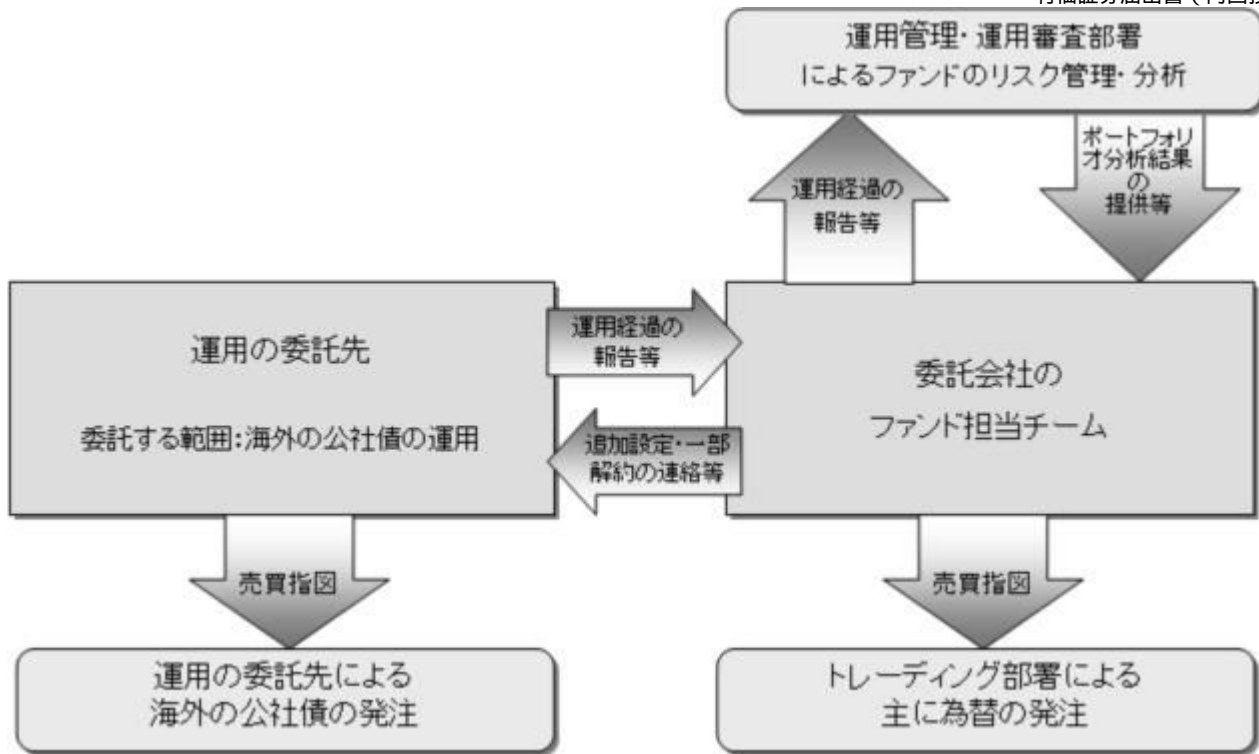 運用管理・運用審査部署
によるファンドのリスク管理・分析
運用経過の
報告等
ポートフォリ
オ分析結果
の
提供等
運用の委託先
委託する範囲:海外の公社債の運用
運用経過の
報告等
追加設定・一部
解約の連絡等
委託会社の
ファンド担当チーム
売買指図
売買指図
運用の委託先による
海外の公社債の発注
トレーディング部署による
主に為替の発注